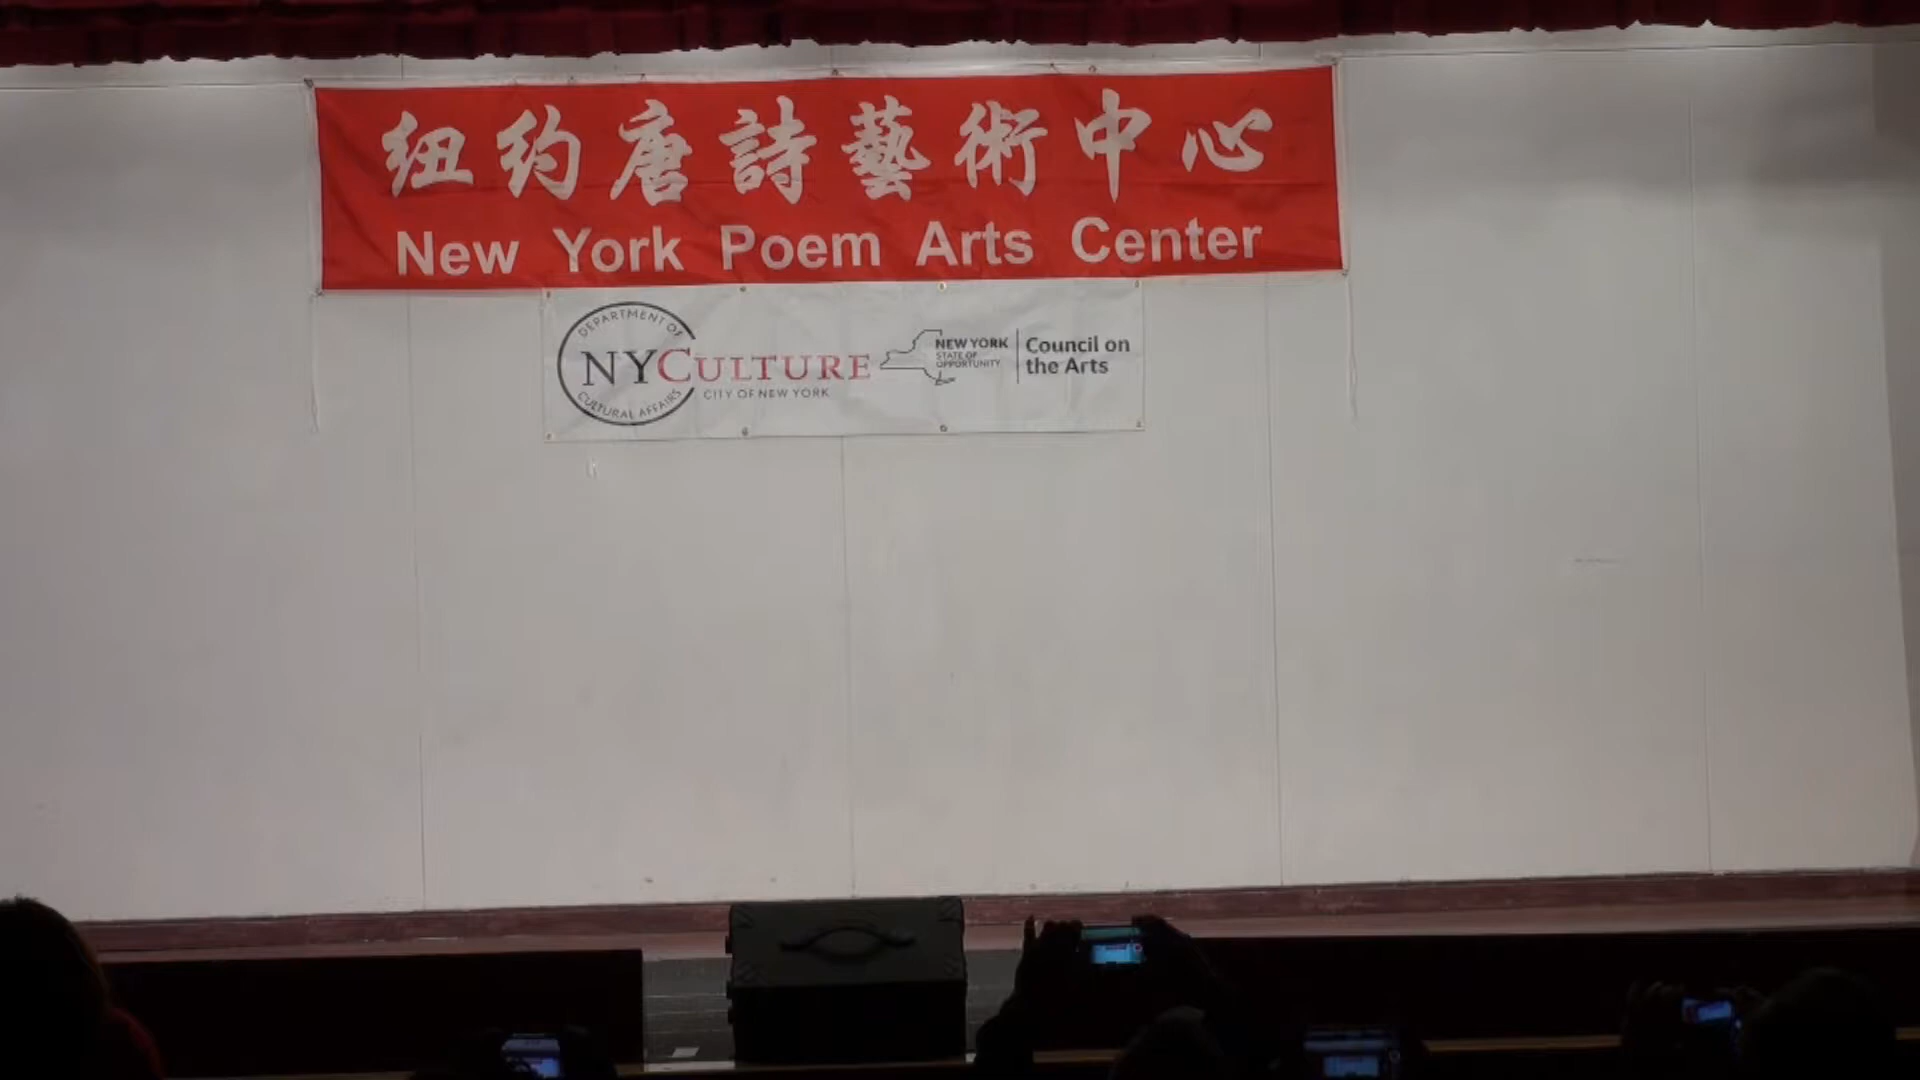 纽约唐詩藝術中心
New York Poem Arts Center
DEPARTMENT OF
NYCULTURE
CITY OF NEW YORK
CULTURAL AFFAIRS
NEW YORK
STATE OF
OPPORTUNITY
Council on
the Arts